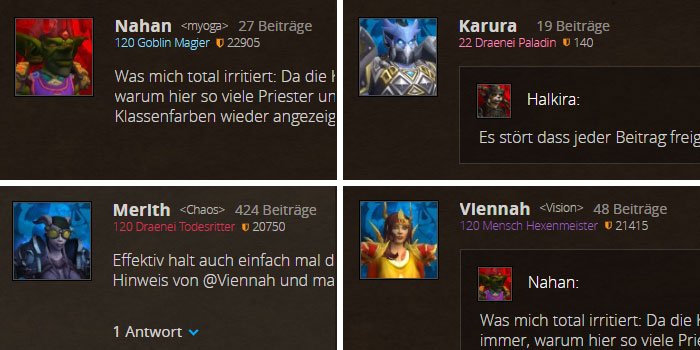 Nahan <myoga> 27 Beiträge
120 Goblin Magier 22905
Was mich total irritiert: Da die
warum hier so viele Priester
Klassenfarben wieder
Karura 19 Beiträge
22 Draenei Paladin 140
Halkira:
Es stört dass jeder Beitrag
Merith <Chaos> 424 Beiträge
120 Draenei Todesritter 20750
Effektiv halt auch einfach mal
Hinweis von @Viennah und
1 Antwort
Viennah <Vision> 48 Beiträge
120 Mensch Hexenmeister 21415
Nahan:
Was mich total irritiert: Da die
immer, warum hier so viele